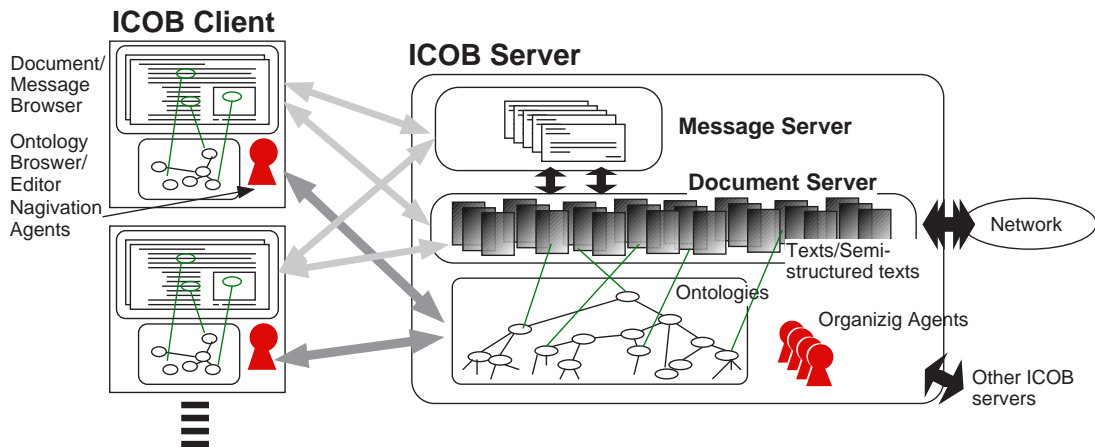 ICOB Client
Document/
Message
Browser
Ontology
Broswer/
Editor
Nagivation
Agents
ICOB Server
Message Server
Document Server
Texts/Semi-
structured texts
Ontologies
Organizig Agents
Network
Other ICOB
servers